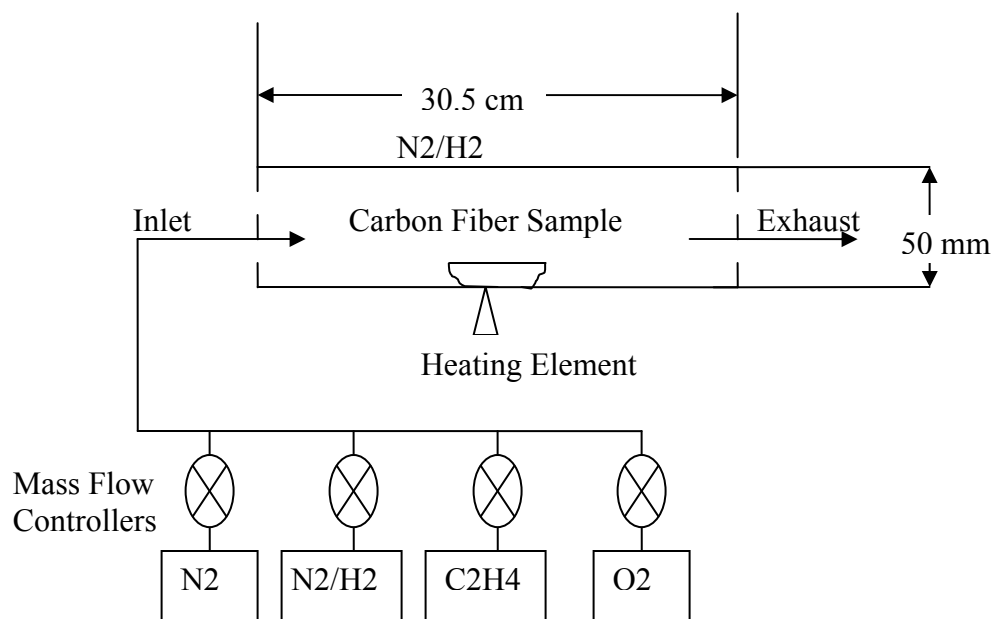 30.5 cm
N2/H2
Inlet
Carbon Fiber Sample
Exhaust
50 mm
Heating Element
Mass Flow
Controllers
N2
N2/H2
C2H4
O2